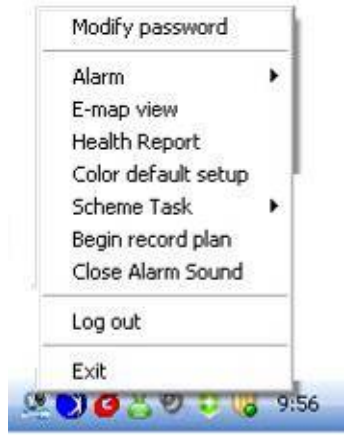 Modify password
Alarm
E-map view
Health Report
Color default setup
Scheme Task
Begin record plan
Close Alarm Sound
Log out
Exit
9:56